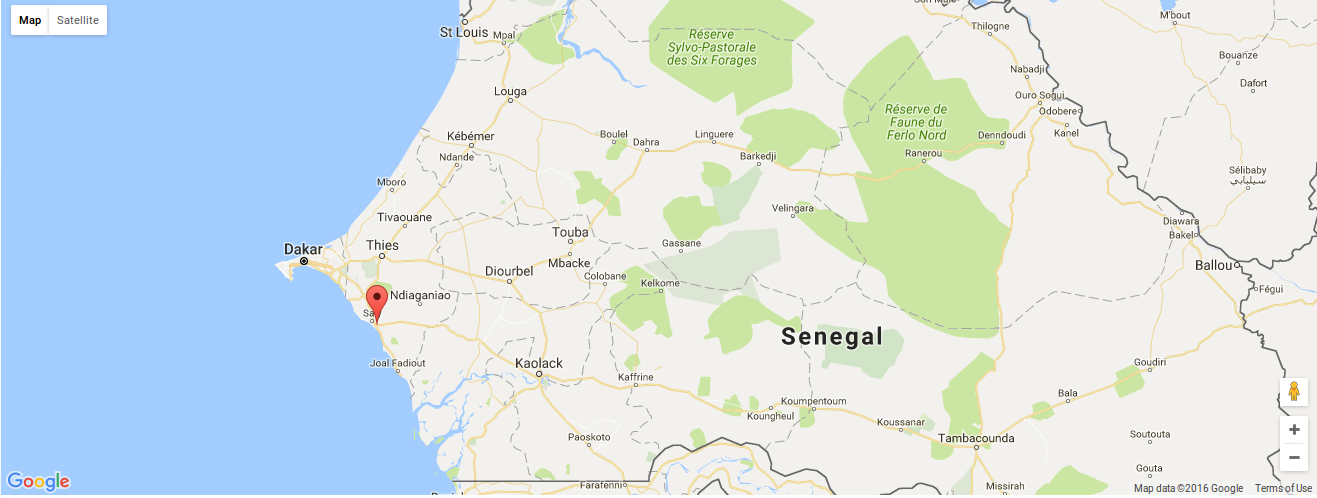 Map Satellite
St Louis
Mpal
Louga
Kébémer
Ndande
Mboro
Tivaouane
Thies
Dakar
Ndiaganiao
Joal Fadiout
Diourbel
Kaolack
Touba
Mbacke
Colobane
Kelkome
Gassane
Kaffrine
Paoskoto
Farafenni
Boulel
Dahra
Linguere
Barkedji
Velingara
Réserve
Sylvo-Pastorale
des Six Forages
Réserve de
Faune du
Ferlo Nord
Ranerou
Denndoudi
Thilogne
Nabadji
Ouro Sogui
Odobere
Kanel
M'bout
Bouanze
Dafort
Sélibaby
سيليبابي
Diawara
Bakel
Ballou
Fégui
Senegal
Koumpentoum
Koungheul
Koussanar
Tambacounda
Goudiri
Bala
Soutouta
Gouta
Missirah
Google
Map data ©2016 Google Terms of Use